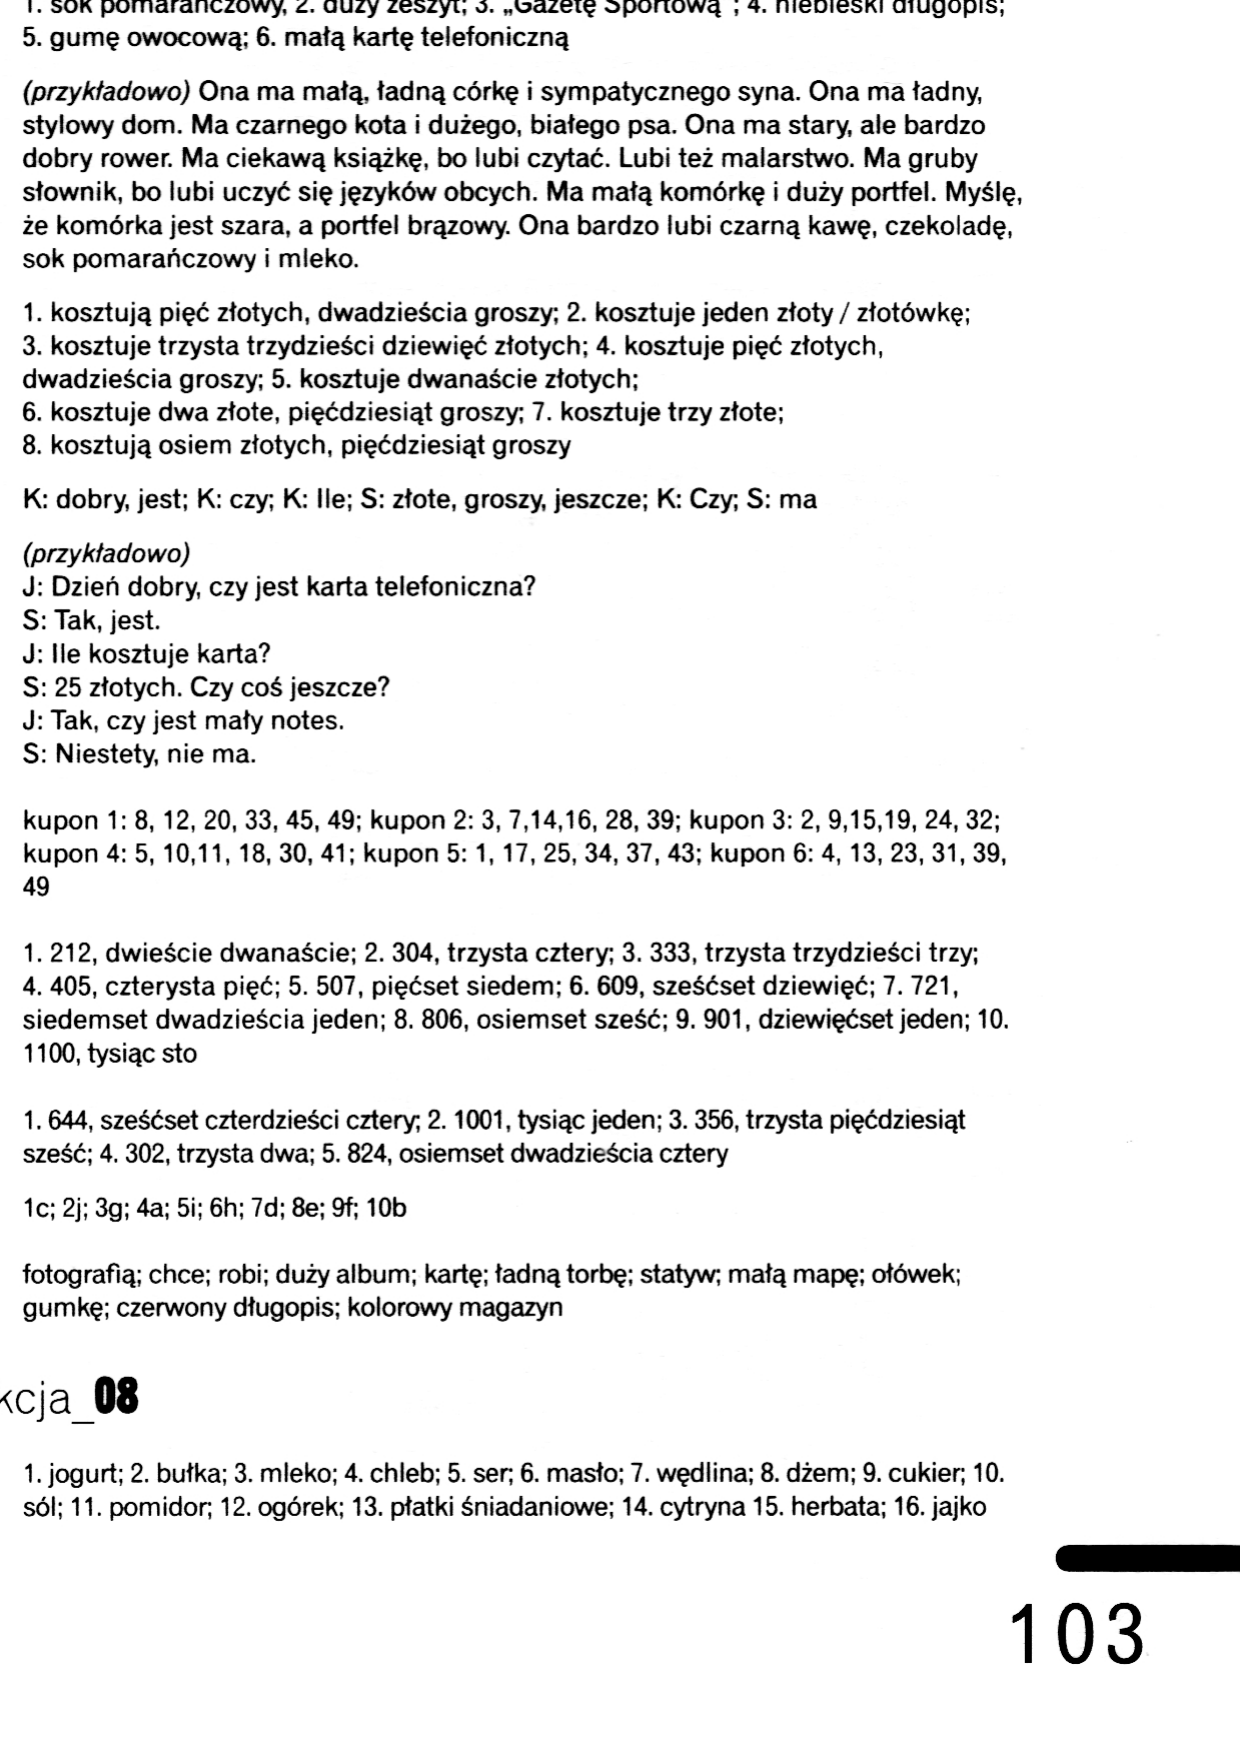 1. sok pomarańczowy, 2. duży zeszyt; 3. „Gazetę Sportową”; 4. niebieski długopis;
5. gumę owocową; 6. małą kartę telefoniczną
(przykładowo) Ona ma małą, ładną córkę i sympatycznego syna. Ona ma ładny,
stylowy dom. Ma czarnego kota i dużego, białego psa. Ona ma stary, ale bardzo
dobry rower. Ma ciekawą książkę, bo lubi czytać. Lubi też malarstwo. Ma gruby
słownik, bo lubi uczyć się języków obcych. Ma małą komórkę i duży portfel. Myślę,
że komórka jest szara, a portfel brązowy. Ona bardzo lubi czarną kawę, czekoladę,
sok pomarańczowy i mleko.
1. kosztują pięć złotych, dwadzieścia groszy; 2. kosztuje jeden złoty / złotówkę;
3. kosztuje trzysta trzydzieści dziewięć złotych; 4. kosztuje pięć złotych,
dwadzieścia groszy; 5. kosztuje dwanaście złotych;
6. kosztuje dwa złote, pięćdziesiąt groszy; 7. kosztuje trzy złote;
8. kosztują osiem złotych, pięćdziesiąt groszy
K: dobry, jest; K: czy; K: Ile; S: złote, groszy, jeszcze; K: Czy; S: ma
(przykładowo)
J: Dzień dobry, czy jest karta telefoniczna?
S: Tak, jest.
J: Ile kosztuje karta?
S: 25 złotych. Czy coś jeszcze?
J: Tak, czy jest mały notes.
S: Niestety, nie ma.
kupon 1: 8, 12, 20, 33, 45, 49; kupon 2: 3, 7,14,16, 28, 39; kupon 3: 2, 9,15,19, 24, 32;
kupon 4: 5, 10,11, 18, 30, 41; kupon 5: 1, 17, 25, 34, 37, 43; kupon 6: 4, 13, 23, 31, 39,
49
1. 212, dwieście dwanaście; 2. 304, trzysta cztery; 3. 333, trzysta trzydzieści trzy;
4. 405, czterysta pięć; 5. 507, pięćset siedem; 6. 609, sześćset dziewięć; 7. 721,
siedemset dwadzieścia jeden; 8. 806, osiemset sześć; 9. 901, dziewięćset jeden; 10.
1100, tysiąc sto
1. 644, sześćset czterdzieści cztery; 2. 1001, tysiąc jeden; 3. 356, trzysta pięćdziesiąt
sześć; 4. 302, trzysta dwa; 5. 824, osiemset dwadzieścia cztery
1c; 2j; 3g; 4a; 5i; 6h; 7d; 8e; 9f; 10b
fotografią; chce; robi; duży album; kartę; ładną torbę; statyw; małą mapę; ołówek;
gumkę; czerwony długopis; kolorowy magazyn
kcja_08
1. jogurt; 2. bułka; 3. mleko; 4. chleb; 5. ser; 6. masło; 7. wędlina; 8. dżem; 9. cukier; 10.
sól; 11. pomidor; 12. ogórek; 13. płatki śniadaniowe; 14. cytryna 15. herbata; 16. jajko
103